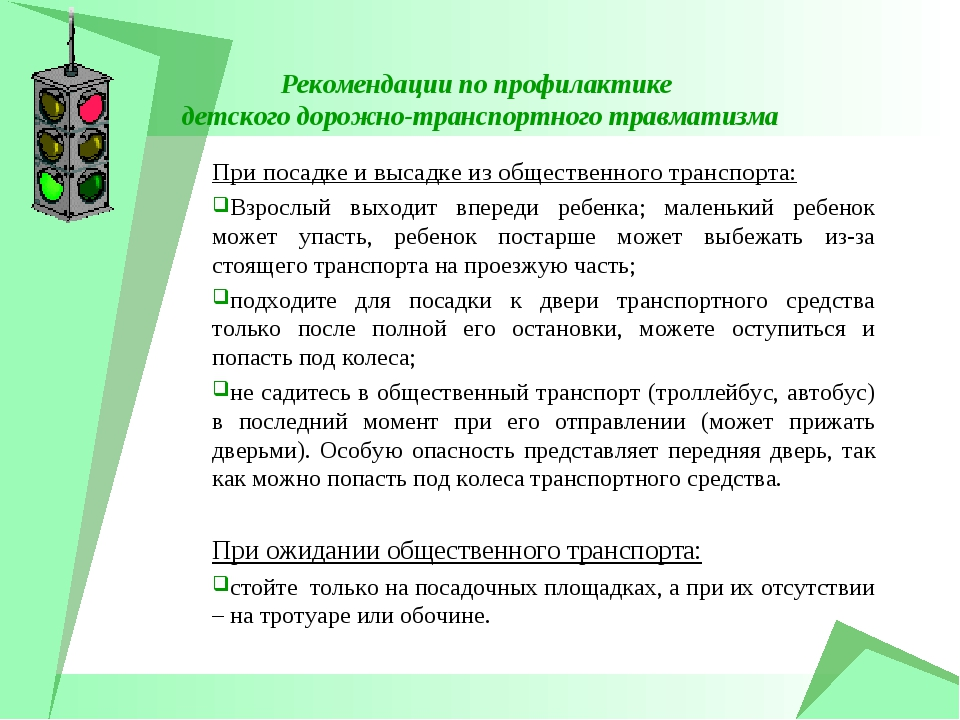 Рекомендации по профилактике
детского дорожно-транспортного травматизма
При посадке и высадке из общественного транспорта:
Взрослый выходит впереди ребенка; маленький ребенок
может упасть, ребенок постарше может выбежать из-за
стоящего транспорта на проезжую часть;
подходите для посадки к двери транспортного средства
только после полной его остановки, можете оступиться и
попасть под колеса;
не садитесь в общественный транспорт (троллейбус, автобус)
в последний момент при его отправлении (может прижать
дверьми). Особую опасность представляет передняя дверь, так
как можно попасть под колеса транспортного средства.
При ожидании общественного транспорта:
стойте только на посадочных площадках, а при их отсутствии
– на тротуаре или обочине.